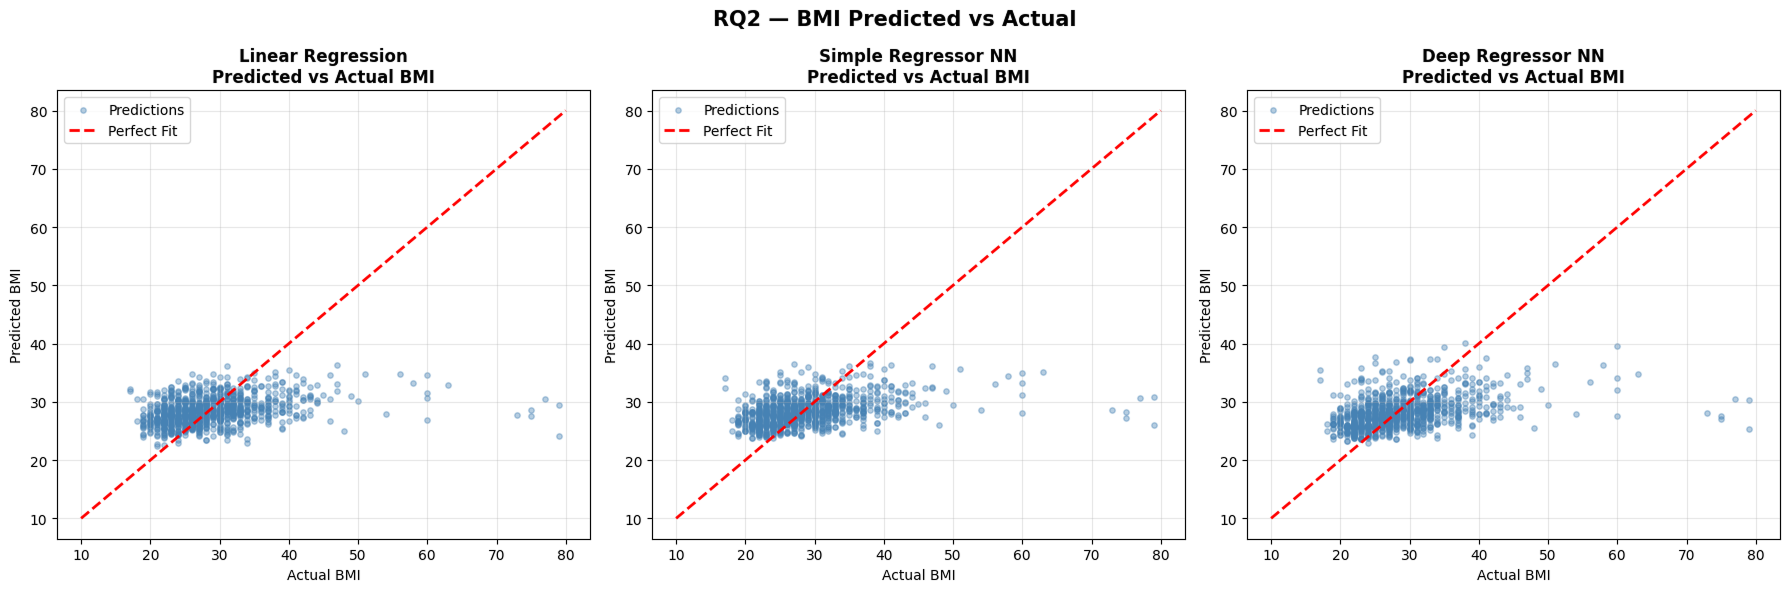 RQ2 — BMI Predicted vs Actual
Linear Regression
Predicted vs Actual BMI
Predictions
Perfect Fit
80
70
60
50
40
30
20
10
Predicted BMI
10 20 30 40 50 60 70 80
Actual BMI
Simple Regressor NN
Predicted vs Actual BMI
Predictions
Perfect Fit
80
70
60
50
40
30
20
10
Predicted BMI
10 20 30 40 50 60 70 80
Actual BMI
Deep Regressor NN
Predicted vs Actual BMI
Predictions
Perfect Fit
80
70
60
50
40
30
20
10
Predicted BMI
10 20 30 40 50 60 70 80
Actual BMI